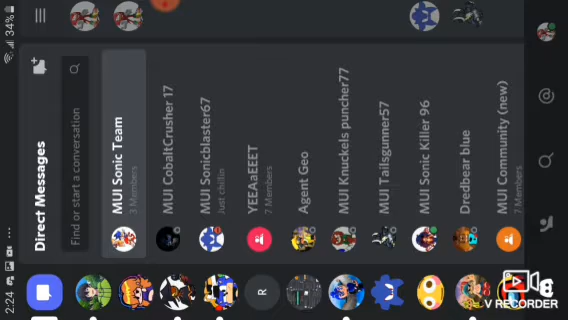 2:24
34%
Direct Messages
Find or start a conversation
MUI Sonic Team
3 Members
MUI CobaltCrusher 17
MUI Sonicblaster67
Just chillin
YEEAaEEET
7 Members
Agent Geo
MUI Knuckels puncher77
MUI Tailsgunner57
MUI Sonic Killer 96
Dredbear blue
MUI Community (new)
7 Members
R
V RECORDER